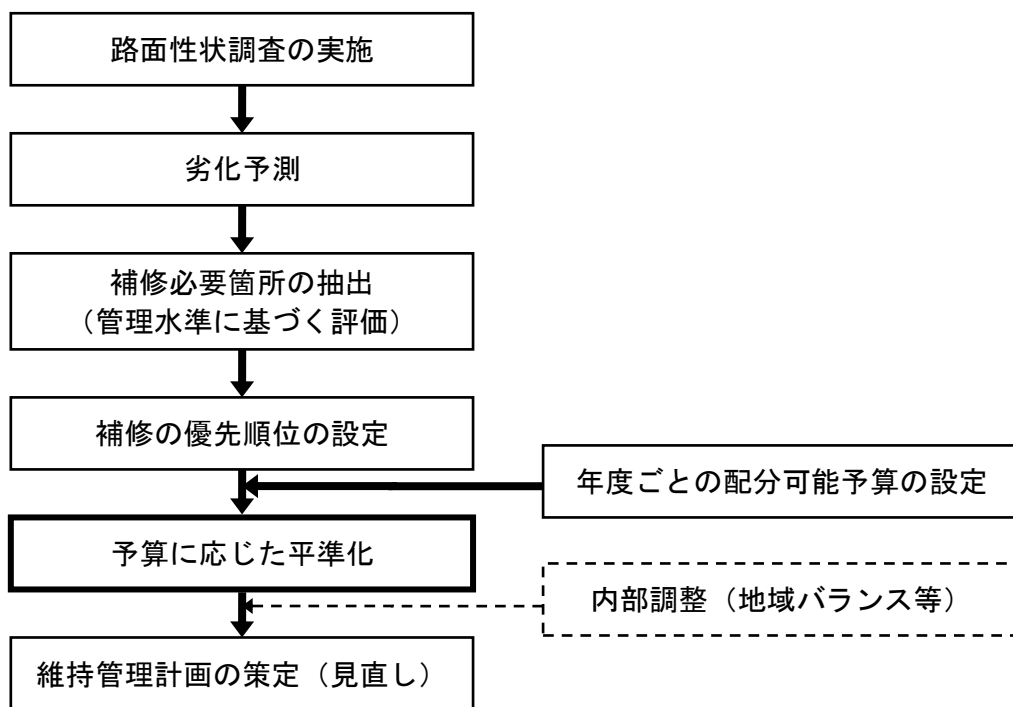 路面性状調査の実施
劣化予測
補修必要箇所の抽出
（管理水準に基づく評価）
補修の優先順位の設定
年度ごとの配分可能予算の設定
予算に応じた平準化
内部調整（地域バランス等）
維持管理計画の策定（見直し）